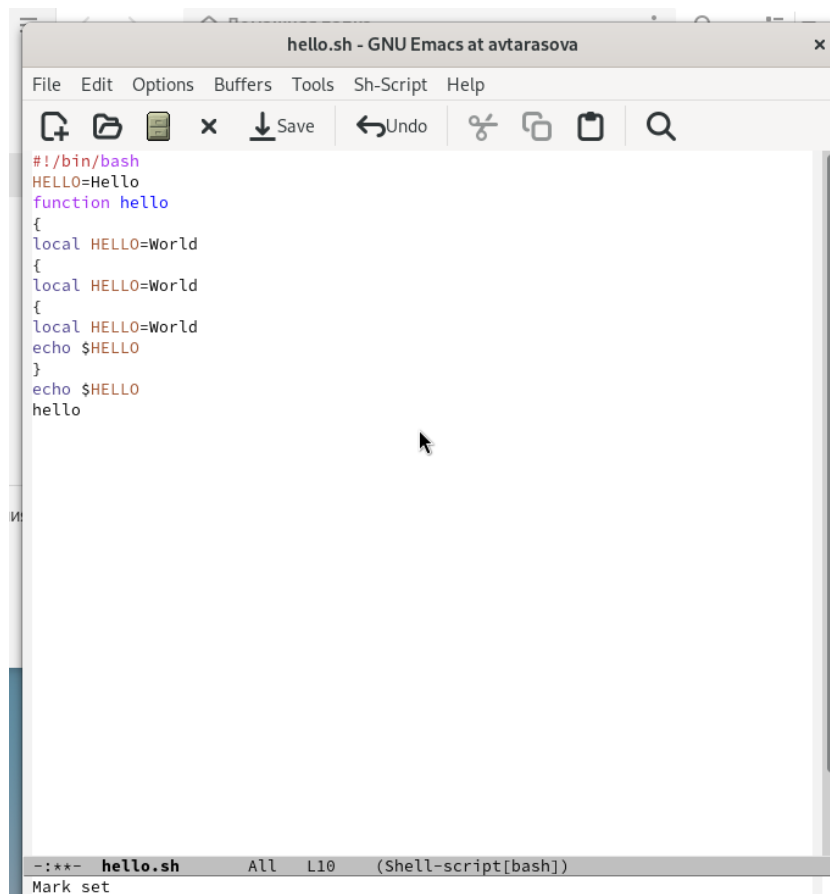 hello.sh - GNU Emacs at avtarasova
File Edit Options Buffers Tools Sh-Script Help
Save Undo
#!/bin/bash
HELLO=Hello
function hello
{
local HELLO=World
{
local HELLO=World
{
local HELLO=World
echo $HELLO
}
echo $HELLO
hello
-:**- hello.sh All L10 (Shell-script[bash])
Mark set